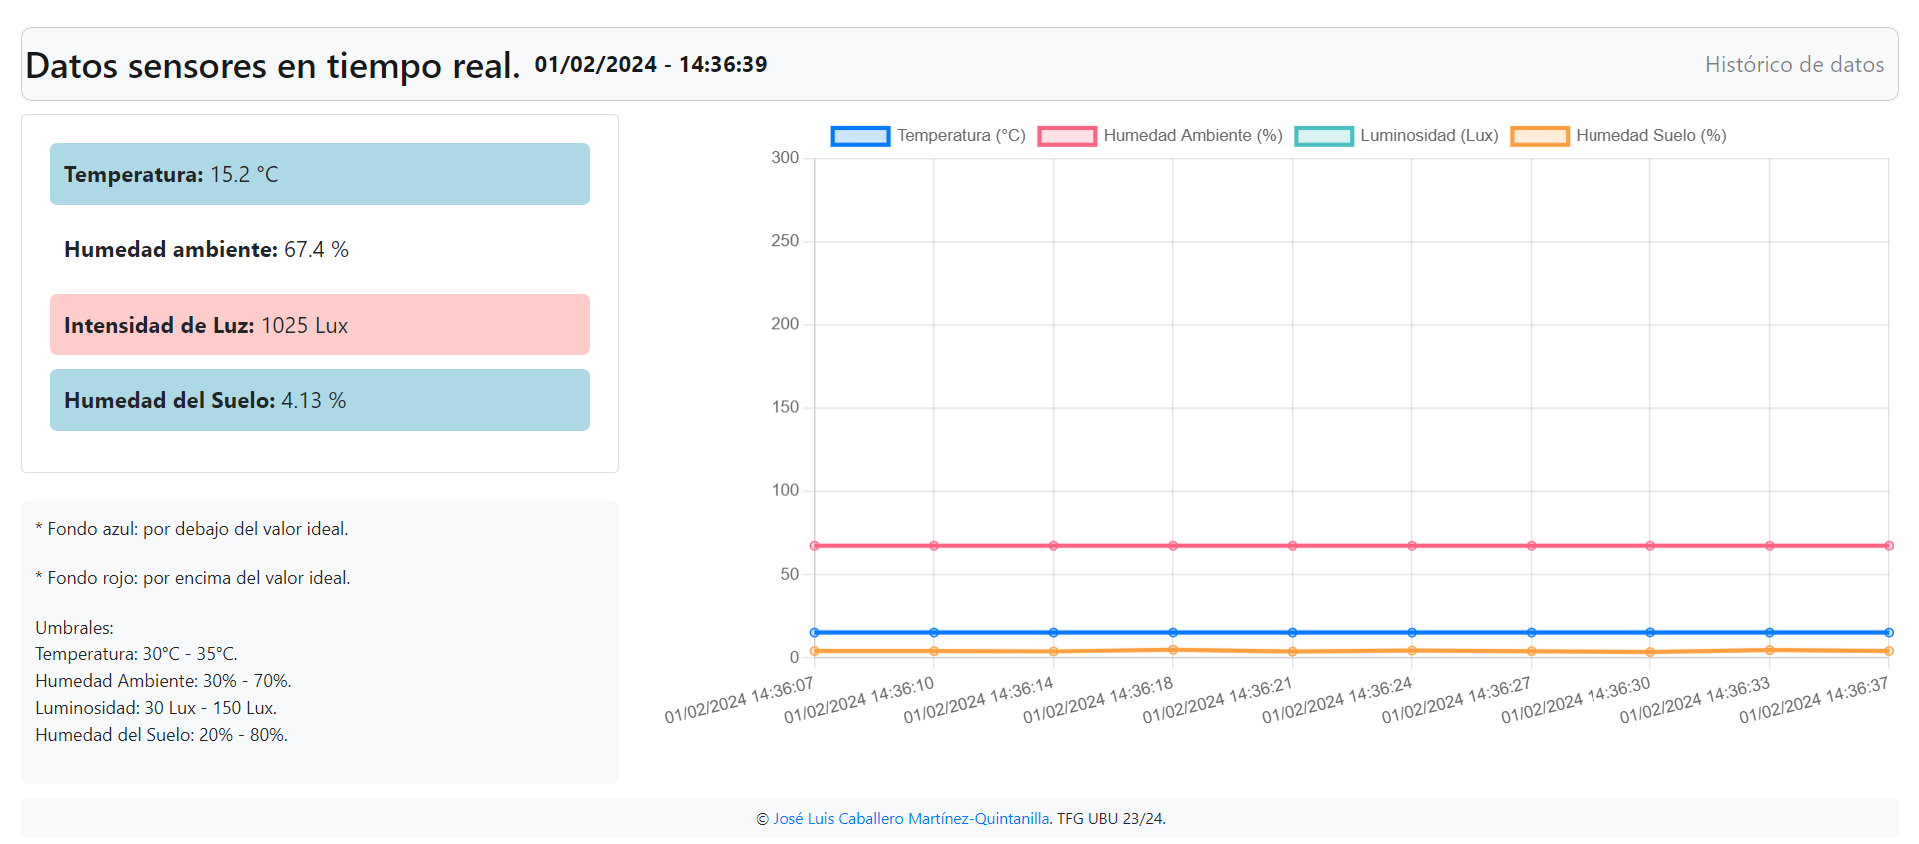 Datos sensores en tiempo real. 01/02/2024 - 14:36:39
Histórico de datos
Temperatura: 15.2 °C
Humedad ambiente: 67.4 %
Intensidad de Luz: 1025 Lux
Humedad del Suelo: 4.13 %
* Fondo azul: por debajo del valor ideal.
* Fondo rojo: por encima del valor ideal.
Umbrales:
Temperatura: 30°C - 35°C.
Humedad Ambiente: 30% - 70%.
Luminosidad: 30 Lux - 150 Lux.
Humedad del Suelo: 20% - 80%.
Temperatura (°C) Humedad Ambiente (%) Luminosidad (Lux) Humedad Suelo (%)
300
250
200
150
100
50
0
01/02/2024 14:36:07
01/02/2024 14:36:10
01/02/2024 14:36:14
01/02/2024 14:36:18
01/02/2024 14:36:21
01/02/2024 14:36:24
01/02/2024 14:36:27
01/02/2024 14:36:30
01/02/2024 14:36:33
01/02/2024 14:36:37
© José Luis Caballero Martínez-Quintanilla. TFG UBU 23/24.